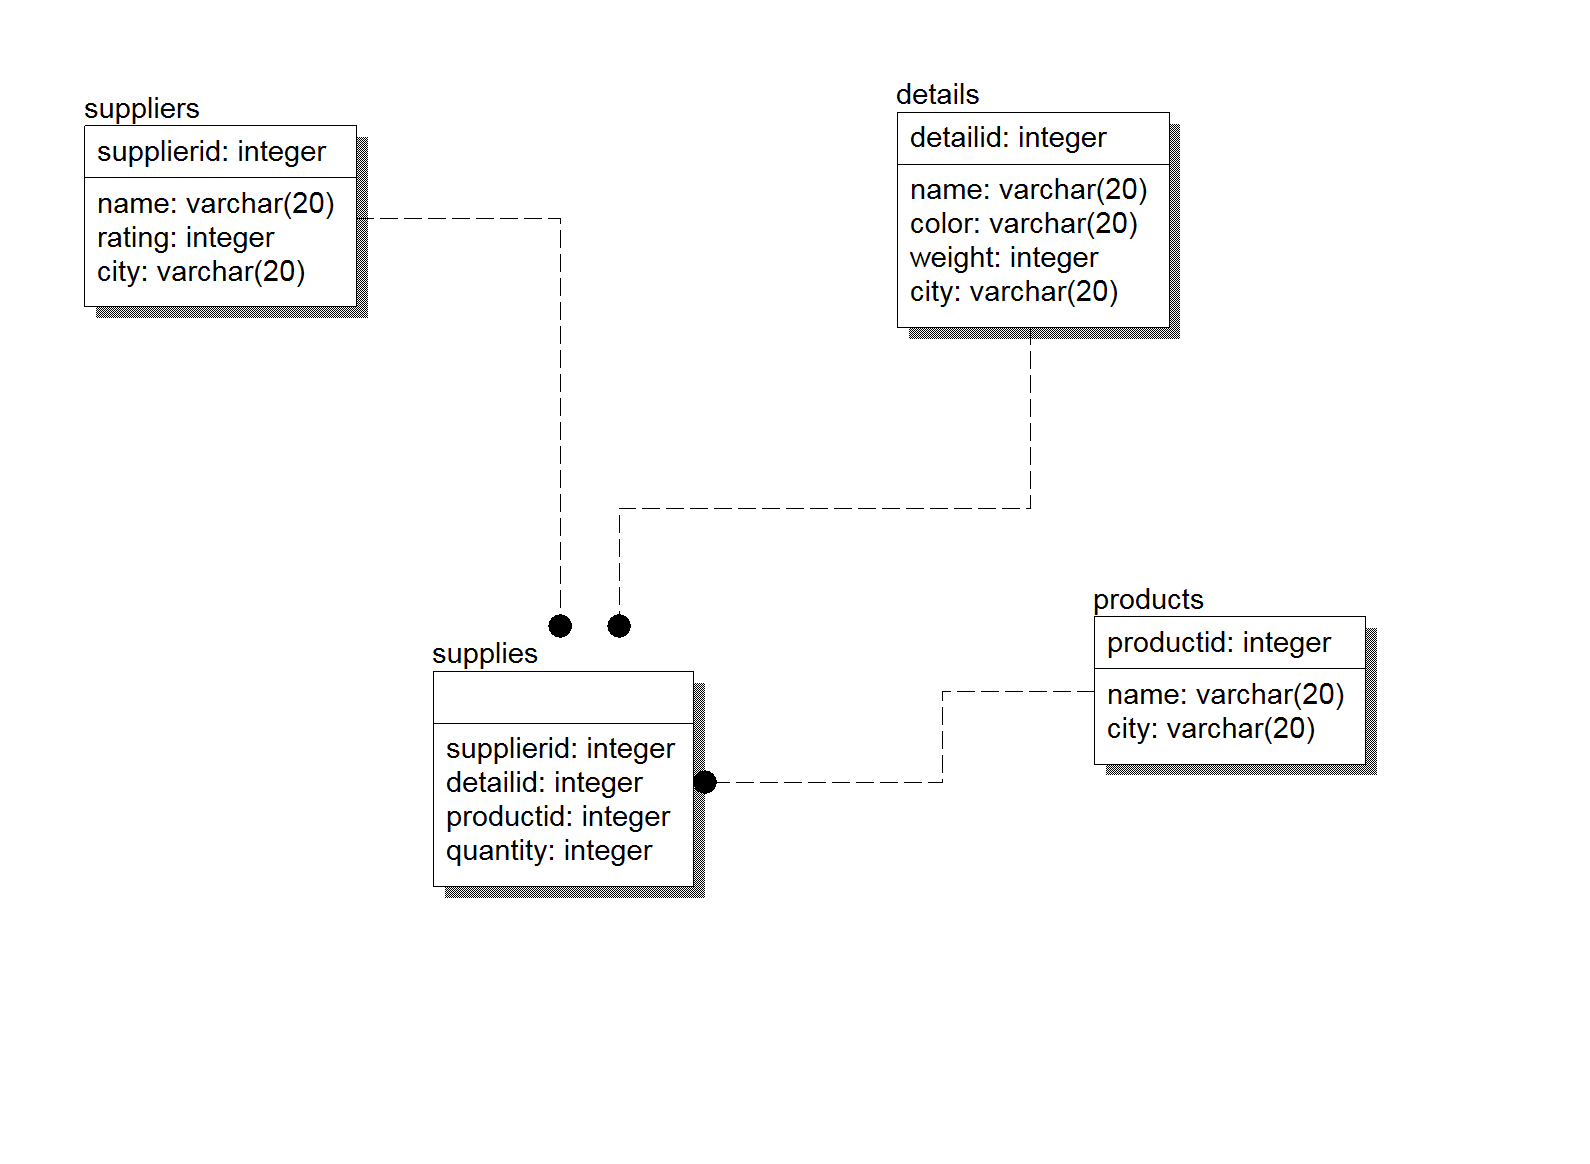 suppliers
supplierid: integer
name: varchar(20)
rating: integer
city: varchar(20)
details
detailid: integer
name: varchar(20)
color: varchar(20)
weight: integer
city: varchar(20)
supplies
supplierid: integer
detailid: integer
productid: integer
quantity: integer
products
productid: integer
name: varchar(20)
city: varchar(20)